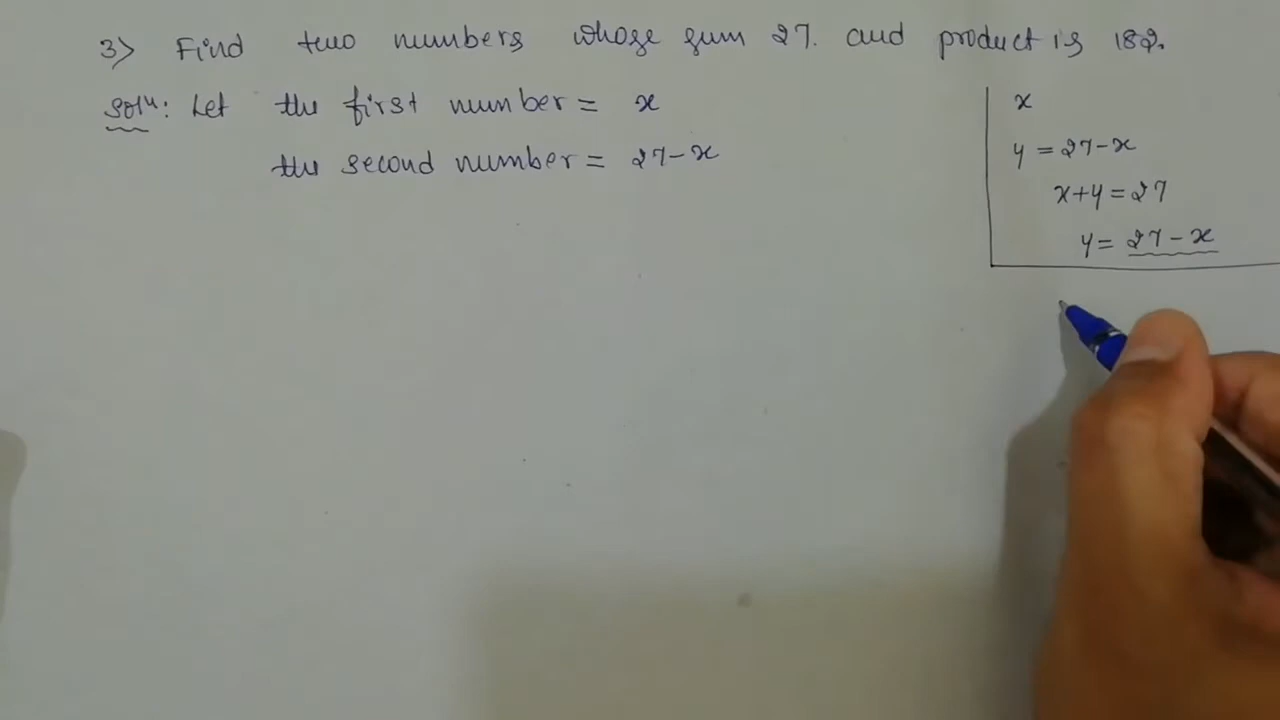 3) Find two numbers whose sum 27. and product is 182.
Solⁿ: Let the first number = x
the second number = 27-x
x
y = 27-x
x+y = 27
y = 27-x